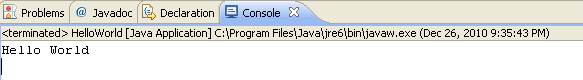 Problems @ Javadoc Declaration Console
<terminated> HelloWorld [Java Application] C:\Program Files\Java\jre6\bin\javaw.exe (Dec 26, 2010 9:35:43 PM)
Hello World